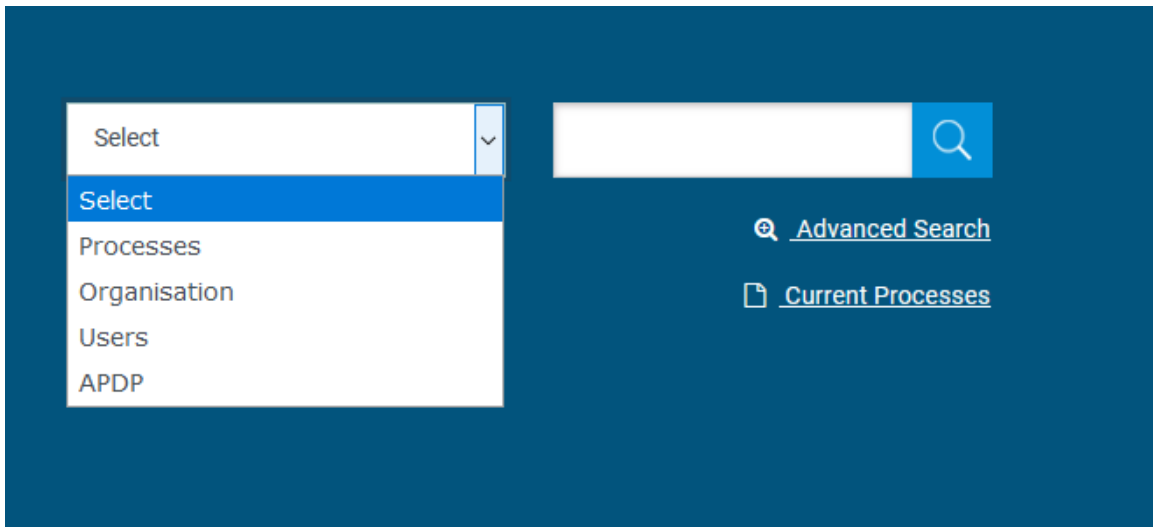 Select
Select
Processes
Organisation
Users
APDP
Advanced Search
Current Processes